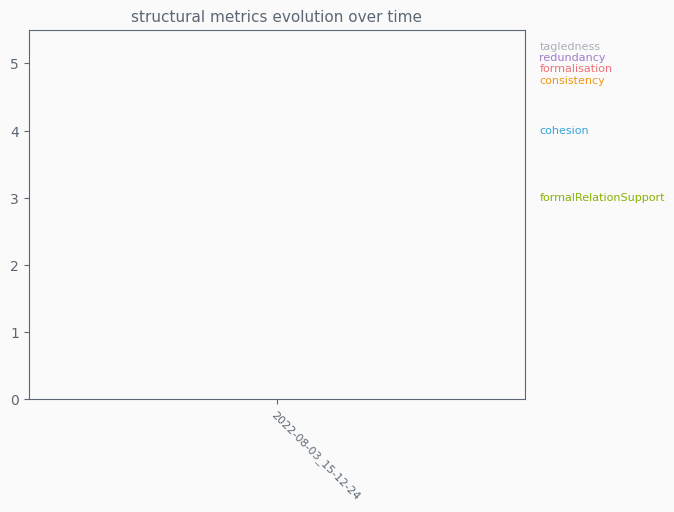 structural metrics evolution over time
tagledness
redundancy
formalisation
consistency
cohesion
formalRelationSupport
5
4
3
2
1
0
2022-08-03_15-12-24